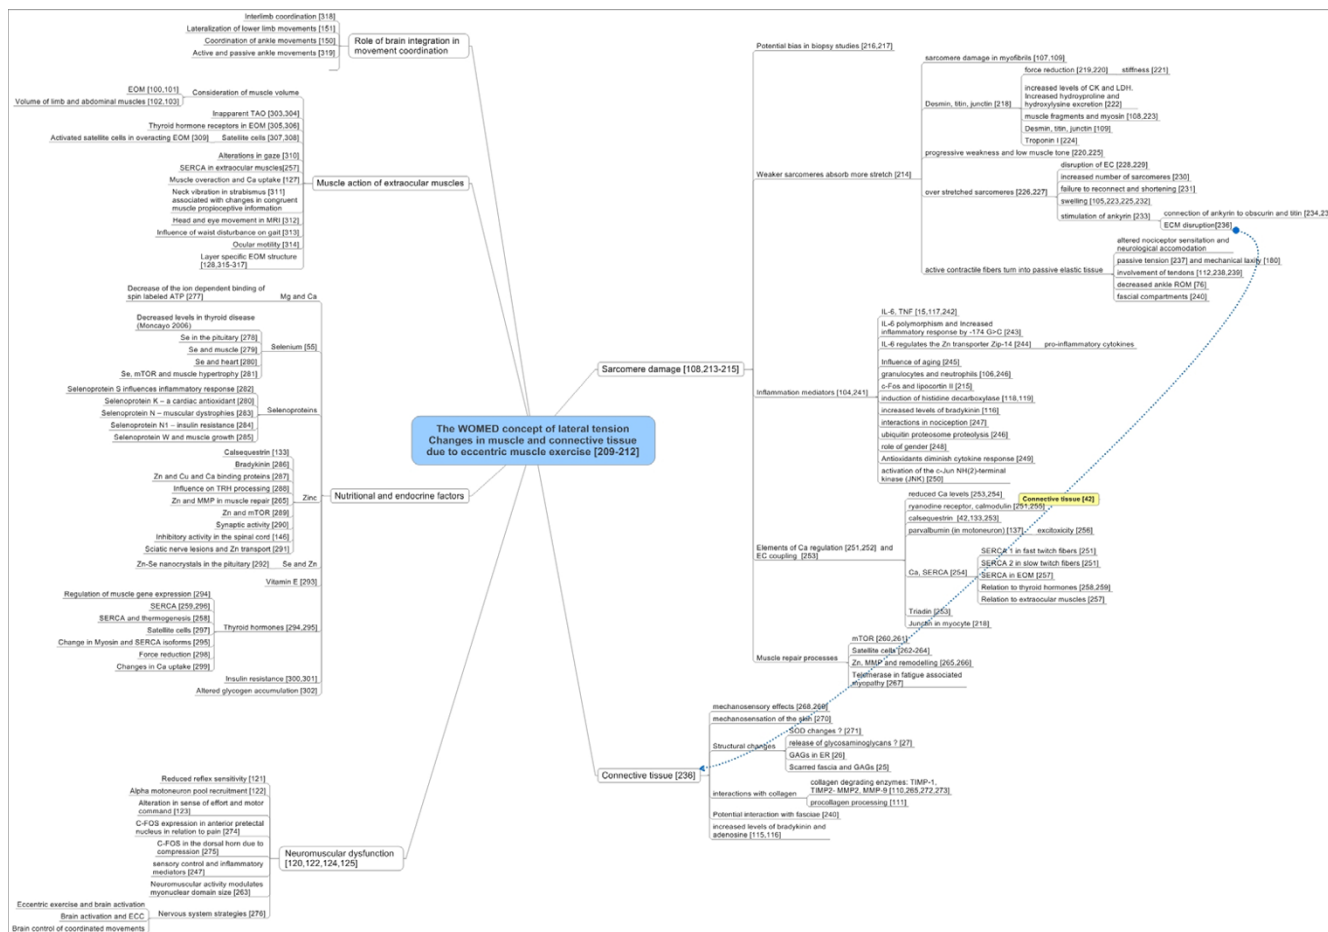 Interlimb coordination [318]
Lateralization of lower limb movements [151]
Coordination of ankle movements [150]
Active and passive ankle movements [319]
Role of brain integration in
movement coordination
EOM [100,101]
Volume of limb and abdominal muscles [102,103]
Consideration of muscle volume
Inapparent TAO [303,304]
Thyroid hormone receptors in EOM [305,306]
Activated satellite cells in overacting EOM [309]
Satellite cells [307,308]
Alterations in gaze [310]
SERCA in extraocular muscles[257]
Muscle overaction and Ca uptake [127]
Neck vibration in strabismus [311]
associated with changes in congruent
muscle propioceptive information
Head and eye movement in MRI [312]
Influence of waist disturbance on gait [313]
Ocular motility [314]
Layer specific EOM structure
[128,315-317]
Muscle action of extraocular muscles
Decrease of the ion dependent binding of
spin labeled ATP [277]
Mg and Ca
Decreased levels in thyroid disease
(Moncayo 2006)
Se in the pituitary [278]
Se and muscle [279]
Se and heart [280]
Se, mTOR and muscle hypertrophy [281]
Selenium [55]
Selenoprotein S influences inflammatory response [282]
Selenoprotein K – a cardiac antioxidant [280]
Selenoprotein N – muscular dystrophies [283]
Selenoprotein N1 – insulin resistance [284]
Selenoprotein W and muscle growth [285]
Selenoproteins
Calsequestrin [133]
Bradykinin [286]
Zn and Cu and Ca binding proteins [287]
Influence on TRH processing [288]
Zn and MMP in muscle repair [265]
Zn and mTOR [289]
Synaptic activity [290]
Inhibitory activity in the spinal cord [146]
Sciatic nerve lesions and Zn transport [291]
Zinc
Zn-Se nanocrystals in the pituitary [292]
Se and Zn
Vitamin E [293]
Regulation of muscle gene expression [294]
SERCA [259,296]
SERCA and thermogenesis [258]
Satellite cells [297]
Change in Myosin and SERCA isoforms [295]
Force reduction [298]
Changes in Ca uptake [299]
Thyroid hormones [294,295]
Insulin resistance [300,301]
Altered glycogen accumulation [302]
Nutritional and endocrine factors
Reduced reflex sensitivity [121]
Alpha motoneuron pool recruitment [122]
Alteration in sense of effort and motor
command [123]
C-FOS expression in anterior pretectal
nucleus in relation to pain [274]
C-FOS in the dorsal horn due to
compression [275]
sensory control and inflammatory
mediators [247]
Neuromuscular activity modulates
myonuclear domain size [263]
Eccentric exercise and brain activation
Brain activation and ECC
Brain control of coordinated movements
Nervous system strategies [276]
Neuromuscular dysfunction
[120,122,124,125]
The WOMED concept of lateral tension
Changes in muscle and connective tissue
due to eccentric muscle exercise [209-212]
Sarcomere damage [108,213-215]
Potential bias in biopsy studies [216,217]
Weaker sarcomeres absorb more stretch [214]
sarcomere damage in myofibrils [107,109]
Desmin, titin, junctin [218]
force reduction [219,220]
stiffness [221]
increased levels of CK and LDH.
Increased hydroyproline and
hydroxylysine excretion [222]
muscle fragments and myosin [108,223]
Desmin, titin, junctin [109]
Troponin I [224]
progressive weakness and low muscle tone [220,225]
over stretched sarcomeres [226,227]
disruption of EC [228,229]
increased number of sarcomeres [230]
failure to reconnect and shortening [231]
swelling [105,223,225,232]
stimulation of ankyrin [233]
connection of ankyrin to obscurin and titin [234,23
ECM disruption[236]
active contractile fibers turn into passive elastic tissue
altered nociceptor sensitation and
neurological accomodation
passive tension [237] and mechanical laxity [180]
involvement of tendons [112,238,239]
decreased ankle ROM [76]
fascial compartments [240]
Inflammation mediators [104,241]
IL-6, TNF [15,117,242]
IL-6 polymorphism and Increased
inflammatory response by -174 G>C [243]
IL-6 regulates the Zn transporter Zip-14 [244]
pro-inflammatory cytokines
Influence of aging [245]
granulocytes and neutrophils [106,246]
c-Fos and lipocortin II [215]
induction of histidine decarboxylase [118,119]
increased levels of bradykinin [116]
interactions in nociception [247]
ubiquitin proteosome proteolysis [246]
role of gender [248]
Antioxidants diminish cytokine response [249]
activation of the c-Jun NH(2)-terminal
kinase (JNK) [250]
Elements of Ca regulation [251,252] and
EC coupling [253]
reduced Ca levels [253,254]
Connective tissue [42]
ryanodine receptor, calmodulin [251,255]
calsequestrin [42,133,253]
parvalbumin (in motoneuron) [137]
excitoxicity [256]
Ca, SERCA [254]
SERCA 1 in fast twitch fibers [251]
SERCA 2 in slow twitch fibers [251]
SERCA in EOM [257]
Relation to thyroid hormones [258,259]
Relation to extraocular muscles [257]
Triadin [253]
Junctin in myocyte [218]
Muscle repair processes
mTOR [260,261]
Satellite cells [262-264]
Zn, MMP and remodelling [265,266]
Telomerase in fatigue associated
myopathy [267]
Connective tissue [236]
mechanosensory effects [268,269]
mechanosensation of the skin [270]
Structural changes
SOD changes ? [271]
release of glycosaminoglycans ? [27]
GAGs in ER [26]
Scarred fascia and GAGs [25]
interactions with collagen
collagen degrading enzymes: TIMP-1,
TIMP2- MMP2, MMP-9 [110,265,272,273]
procollagen processing [111]
Potential interaction with fasciae [240]
increased levels of bradykinin and
adenosine [115,116]